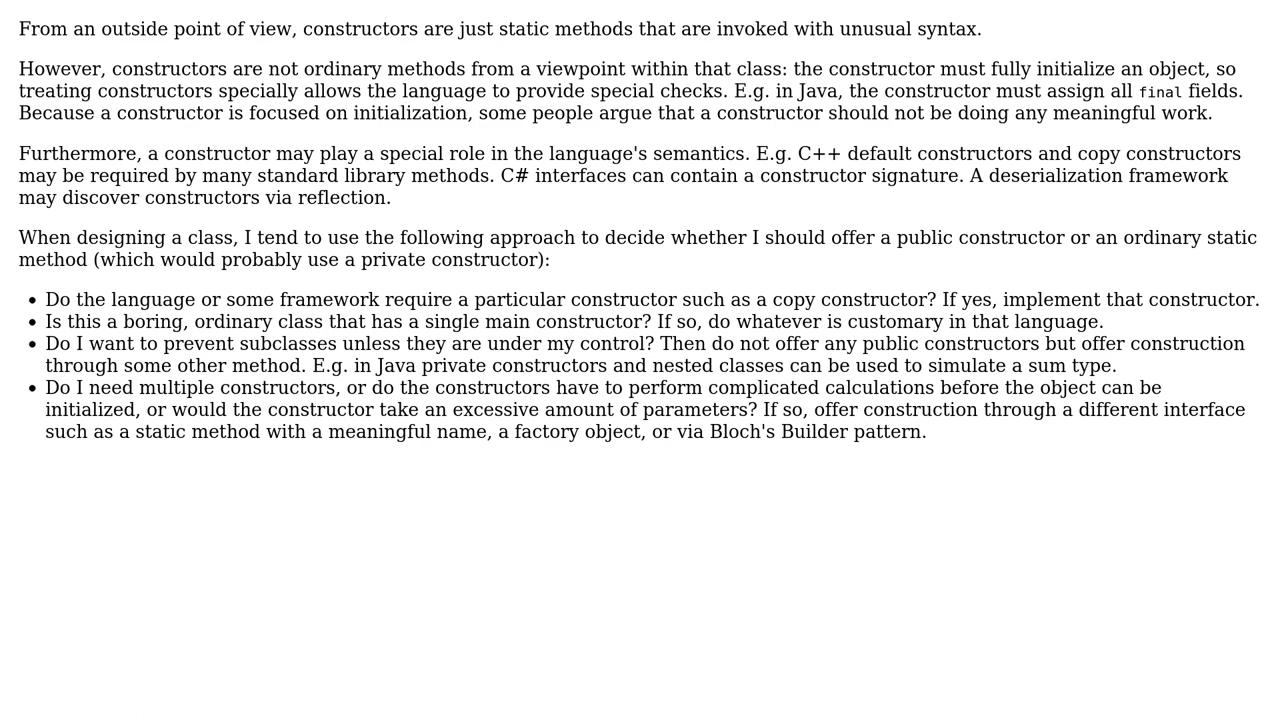 From an outside point of view, constructors are just static methods that are invoked with unusual syntax.
However, constructors are not ordinary methods from a viewpoint within that class: the constructor must fully initialize an object, so
treating constructors specially allows the language to provide special checks. E.g. in Java, the constructor must assign all final fields.
Because a constructor is focused on initialization, some people argue that a constructor should not be doing any meaningful work.
Furthermore, a constructor may play a special role in the language's semantics. E.g. C++ default constructors and copy constructors
may be required by many standard library methods. C# interfaces can contain a constructor signature. A deserialization framework
may discover constructors via reflection.
When designing a class, I tend to use the following approach to decide whether I should offer a public constructor or an ordinary static
method (which would probably use a private constructor):
• Do the language or some framework require a particular constructor such as a copy constructor? If yes, implement that constructor.
• Is this a boring, ordinary class that has a single main constructor? If so, do whatever is customary in that language.
• Do I want to prevent subclasses unless they are under my control? Then do not offer any public constructors but offer construction
through some other method. E.g. in Java private constructors and nested classes can be used to simulate a sum type.
• Do I need multiple constructors, or do the constructors have to perform complicated calculations before the object can be
initialized, or would the constructor take an excessive amount of parameters? If so, offer construction through a different interface
such as a static method with a meaningful name, a factory object, or via Bloch's Builder pattern.